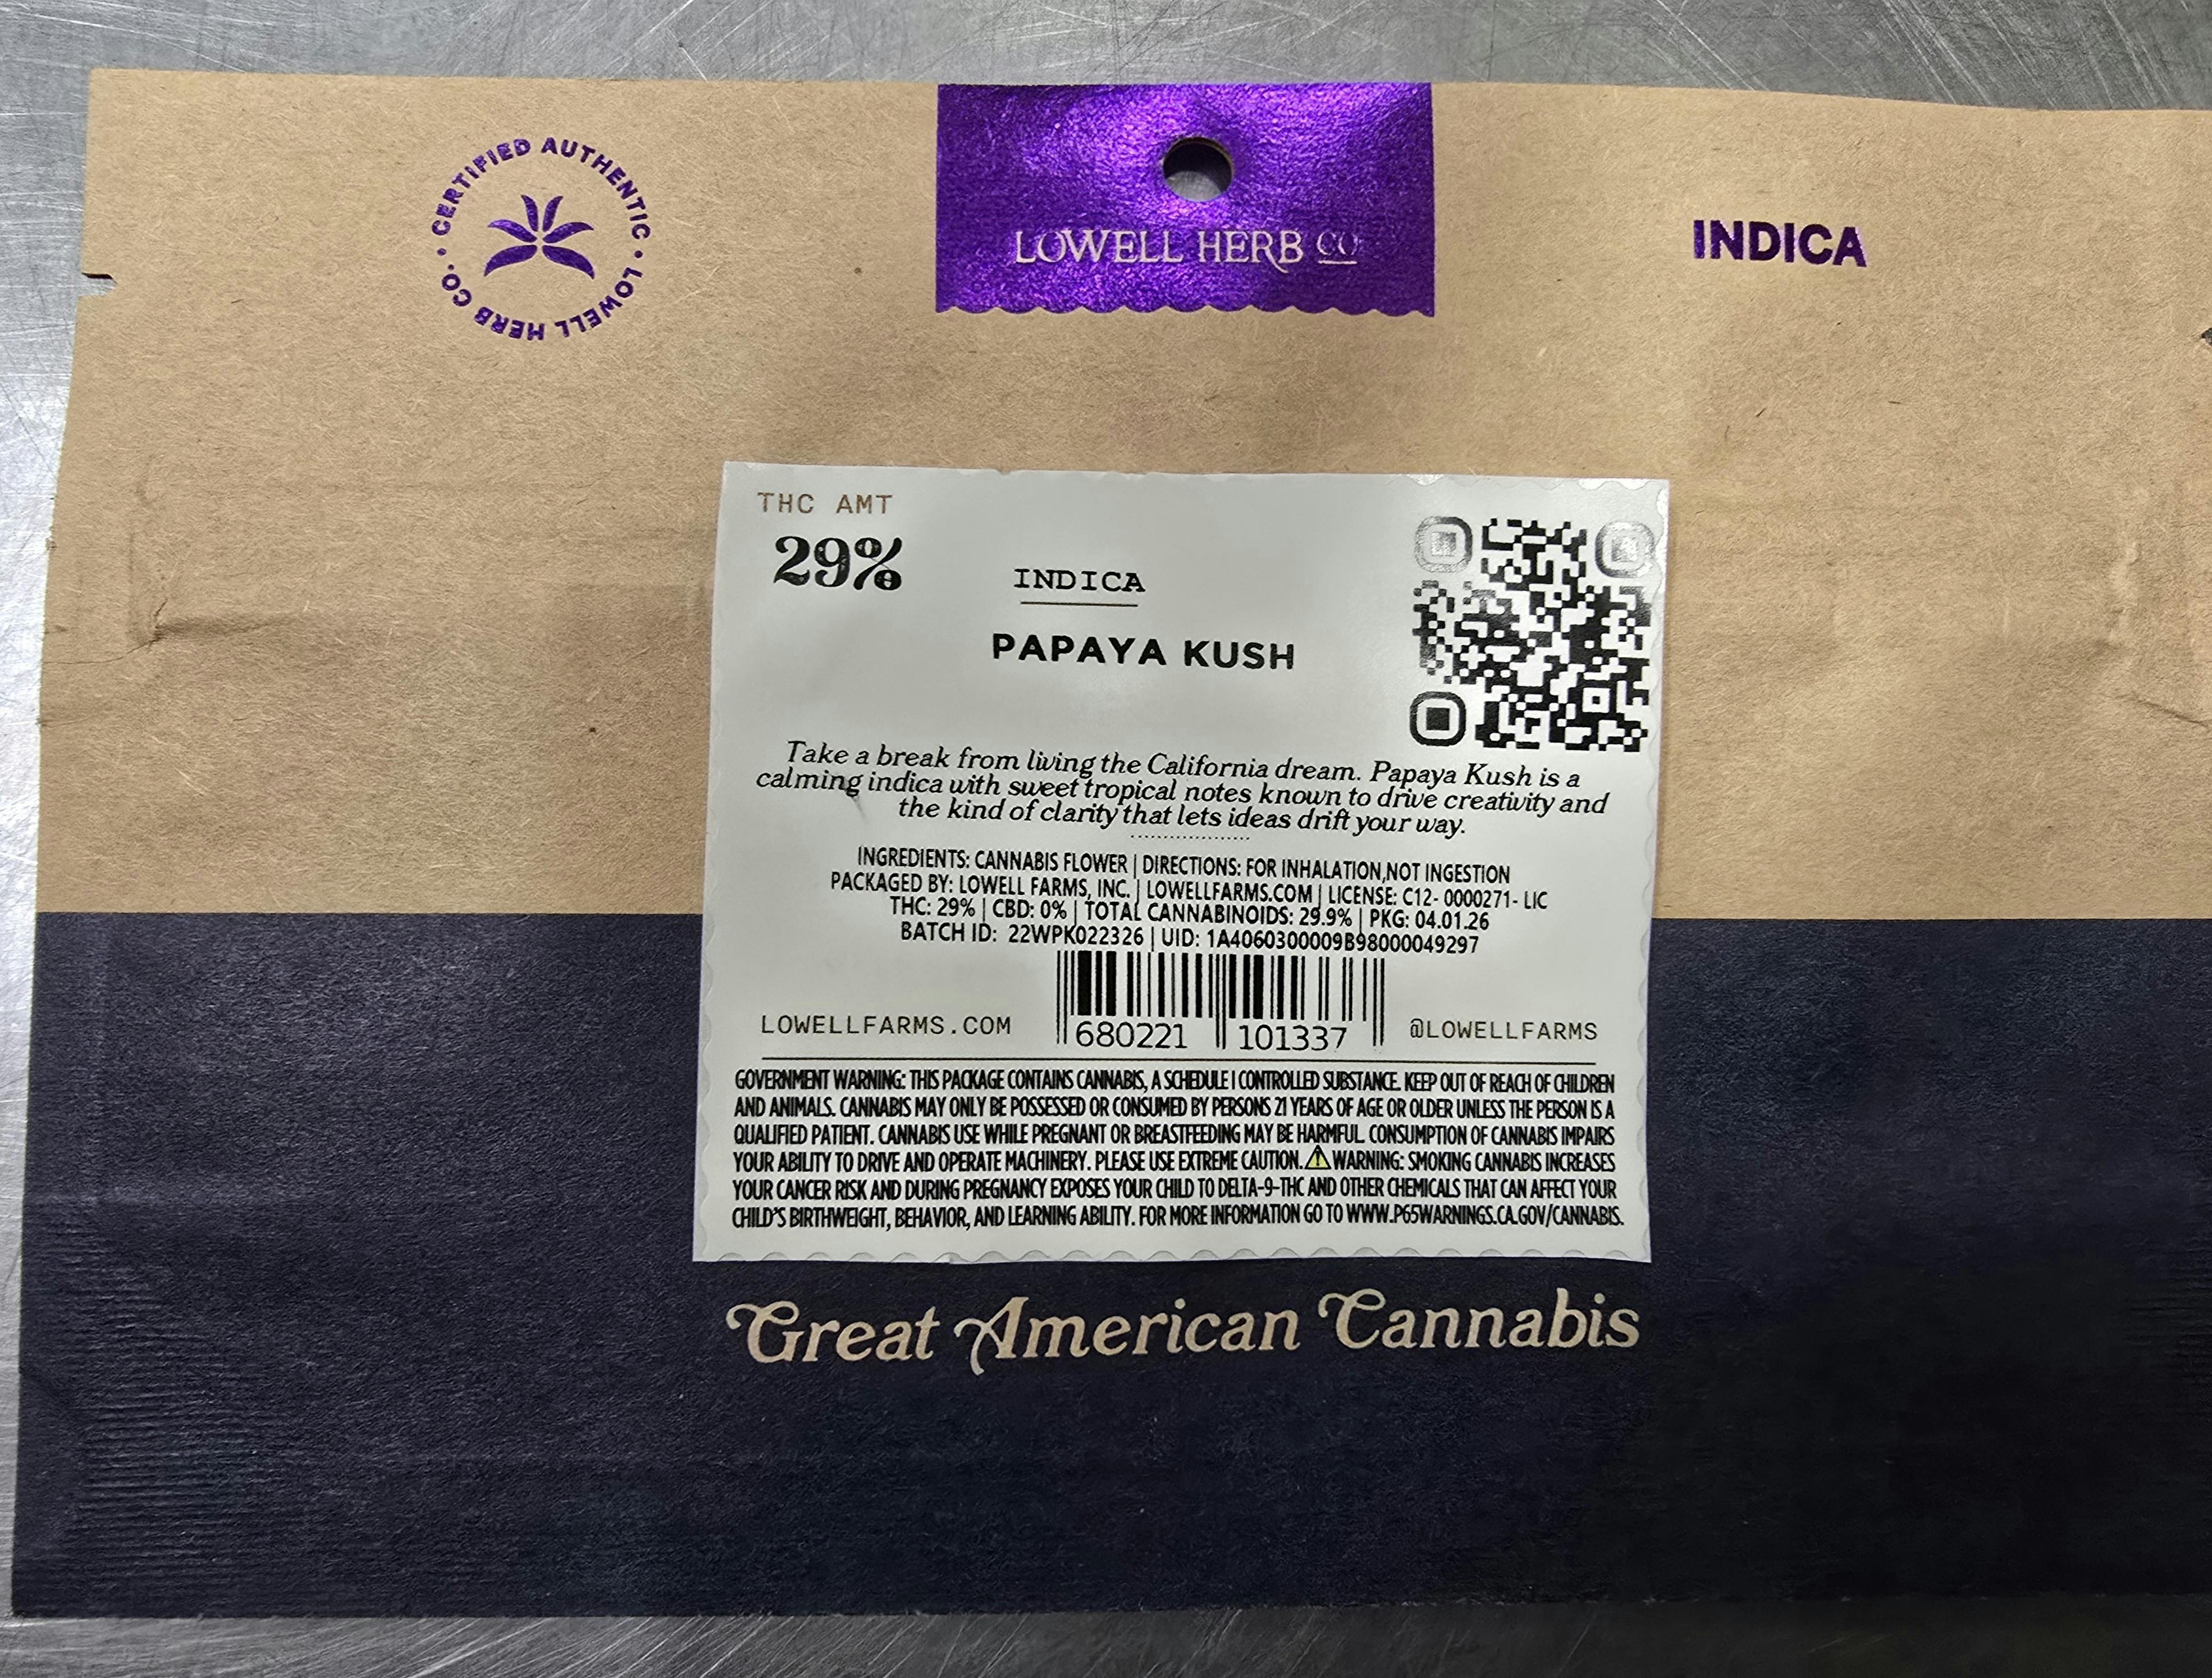 CERTIFIED AUTHENTIC · LOWELL HERB CO. ·
LOWELL HERB CO
INDICA
THC AMT
29%
INDICA
PAPAYA KUSH
Take a break from living the California dream. Papaya Kush is a
calming indica with sweet tropical notes known to drive creativity and
the kind of clarity that lets ideas drift your way.
INGREDIENTS: CANNABIS FLOWER | DIRECTIONS: FOR INHALATION,NOT INGESTION
PACKAGED BY: LOWELL FARMS, INC. | LOWELLFARMS.COM | LICENSE: C12- 0000271- LIC
THC: 29% | CBD: 0% | TOTAL CANNABINOIDS: 29.9% | PKG: 04.01.26
BATCH ID: 22WPK022326 | UID: 1A4060300009B98000049297
680221 101337
LOWELLFARMS.COM
@LOWELLFARMS
GOVERNMENT WARNING: THIS PACKAGE CONTAINS CANNABIS, A SCHEDULE I CONTROLLED SUBSTANCE. KEEP OUT OF REACH OF CHILDREN
AND ANIMALS. CANNABIS MAY ONLY BE POSSESSED OR CONSUMED BY PERSONS 21 YEARS OF AGE OR OLDER UNLESS THE PERSON IS A
QUALIFIED PATIENT. CANNABIS USE WHILE PREGNANT OR BREASTFEEDING MAY BE HARMFUL. CONSUMPTION OF CANNABIS IMPAIRS
YOUR ABILITY TO DRIVE AND OPERATE MACHINERY. PLEASE USE EXTREME CAUTION. ⚠ WARNING: SMOKING CANNABIS INCREASES
YOUR CANCER RISK AND DURING PREGNANCY EXPOSES YOUR CHILD TO DELTA-9-THC AND OTHER CHEMICALS THAT CAN AFFECT YOUR
CHILD'S BIRTHWEIGHT, BEHAVIOR, AND LEARNING ABILITY. FOR MORE INFORMATION GO TO WWW.P65WARNINGS.CA.GOV/CANNABIS.
Great American Cannabis